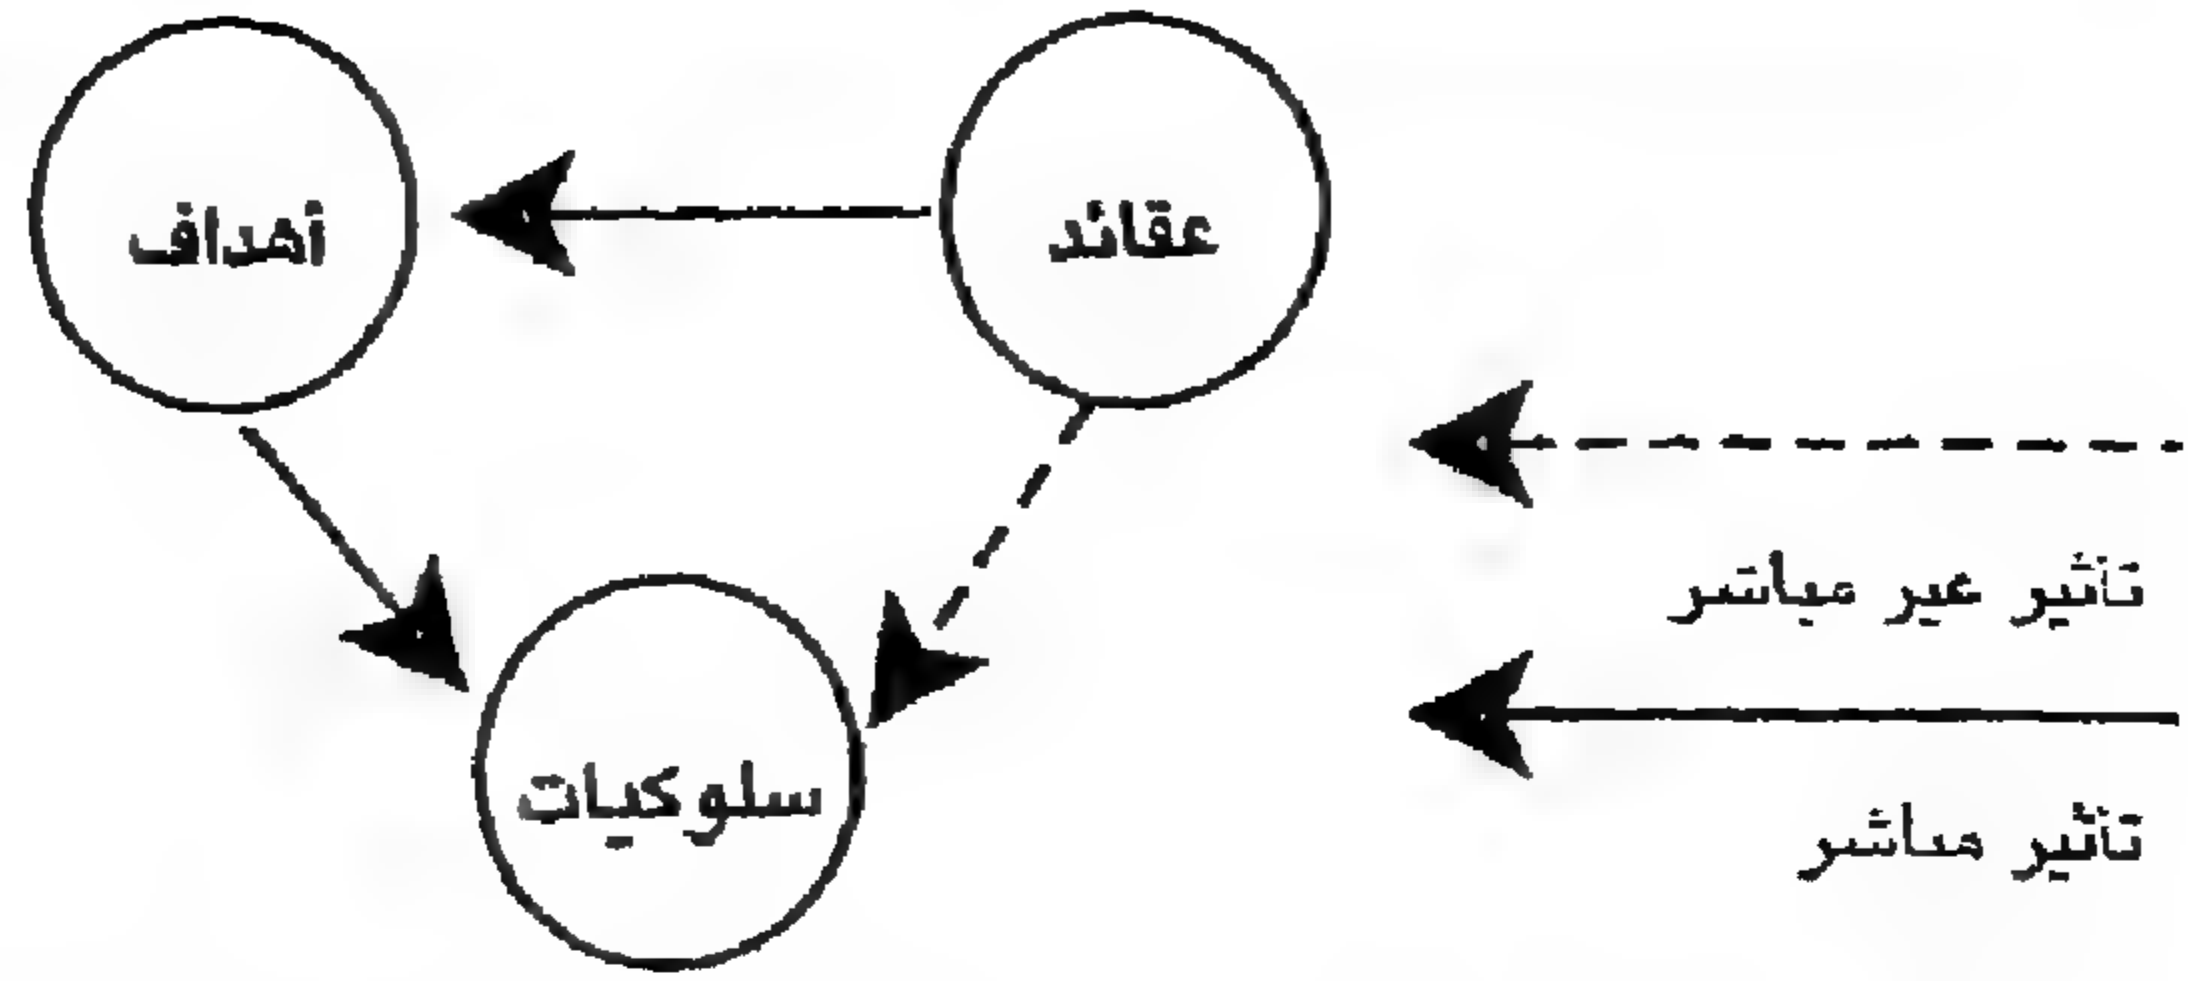 عقائد
أهداف
تأثير غير مباشر
سلوكيات
تأثير مباشر